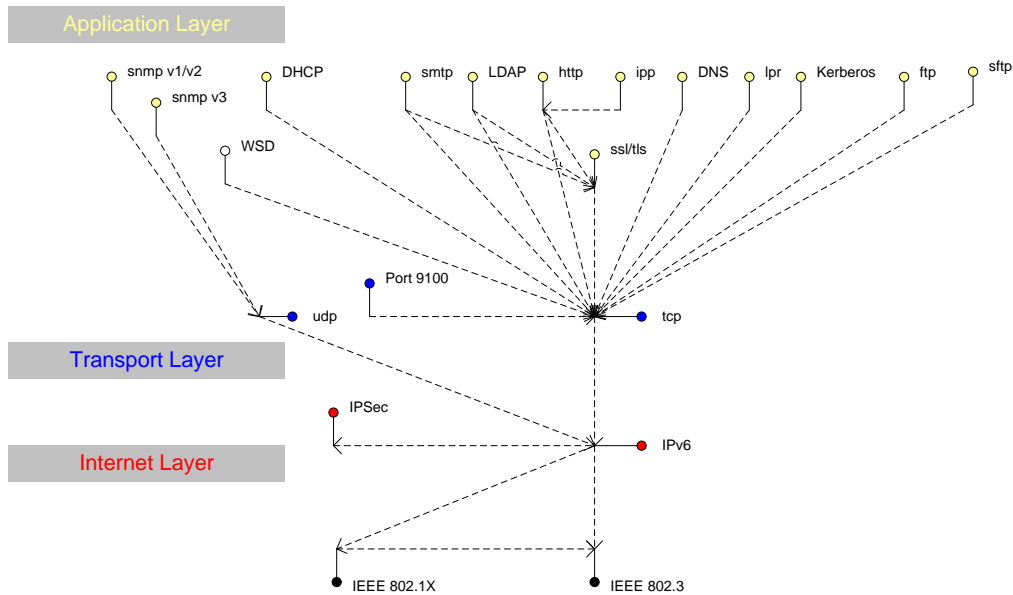 Application Layer
snmp v1/v2
DHCP
smtp
LDAP
http
ipp
DNS
lpr
Kerberos
ftp
sftp
snmp v3
WSD
ssl/tls
Port 9100
udp
tcp
Transport Layer
IPSec
IPv6
Internet Layer
IEEE 802.1X
IEEE 802.3